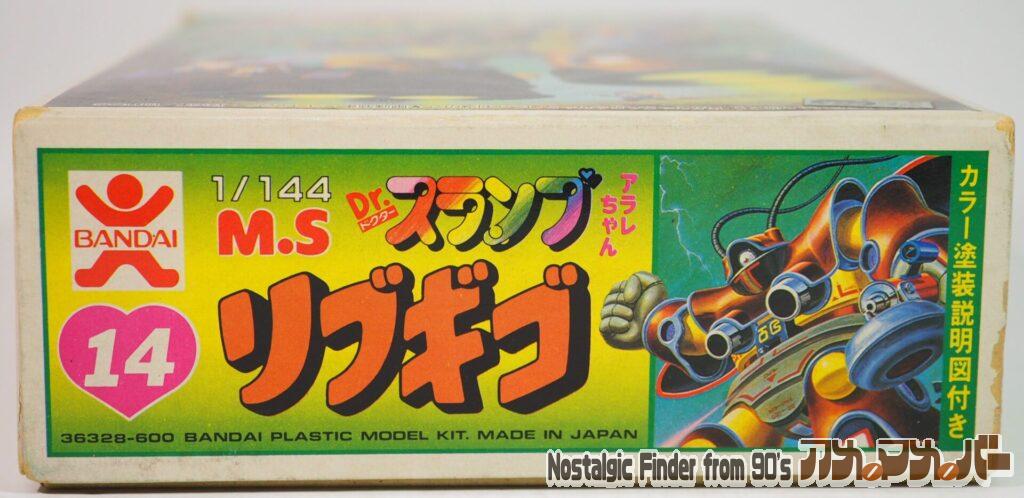 BANDAI
14
1/144
M.S
Dr.
ドクター
スランプ
アラレ
ちゃん
リブギゴ
36328-600 BANDAI PLASTIC MODEL KIT. MADE IN JAPAN
カラー塗装説明図付き
Nostalgic Finder from 90's